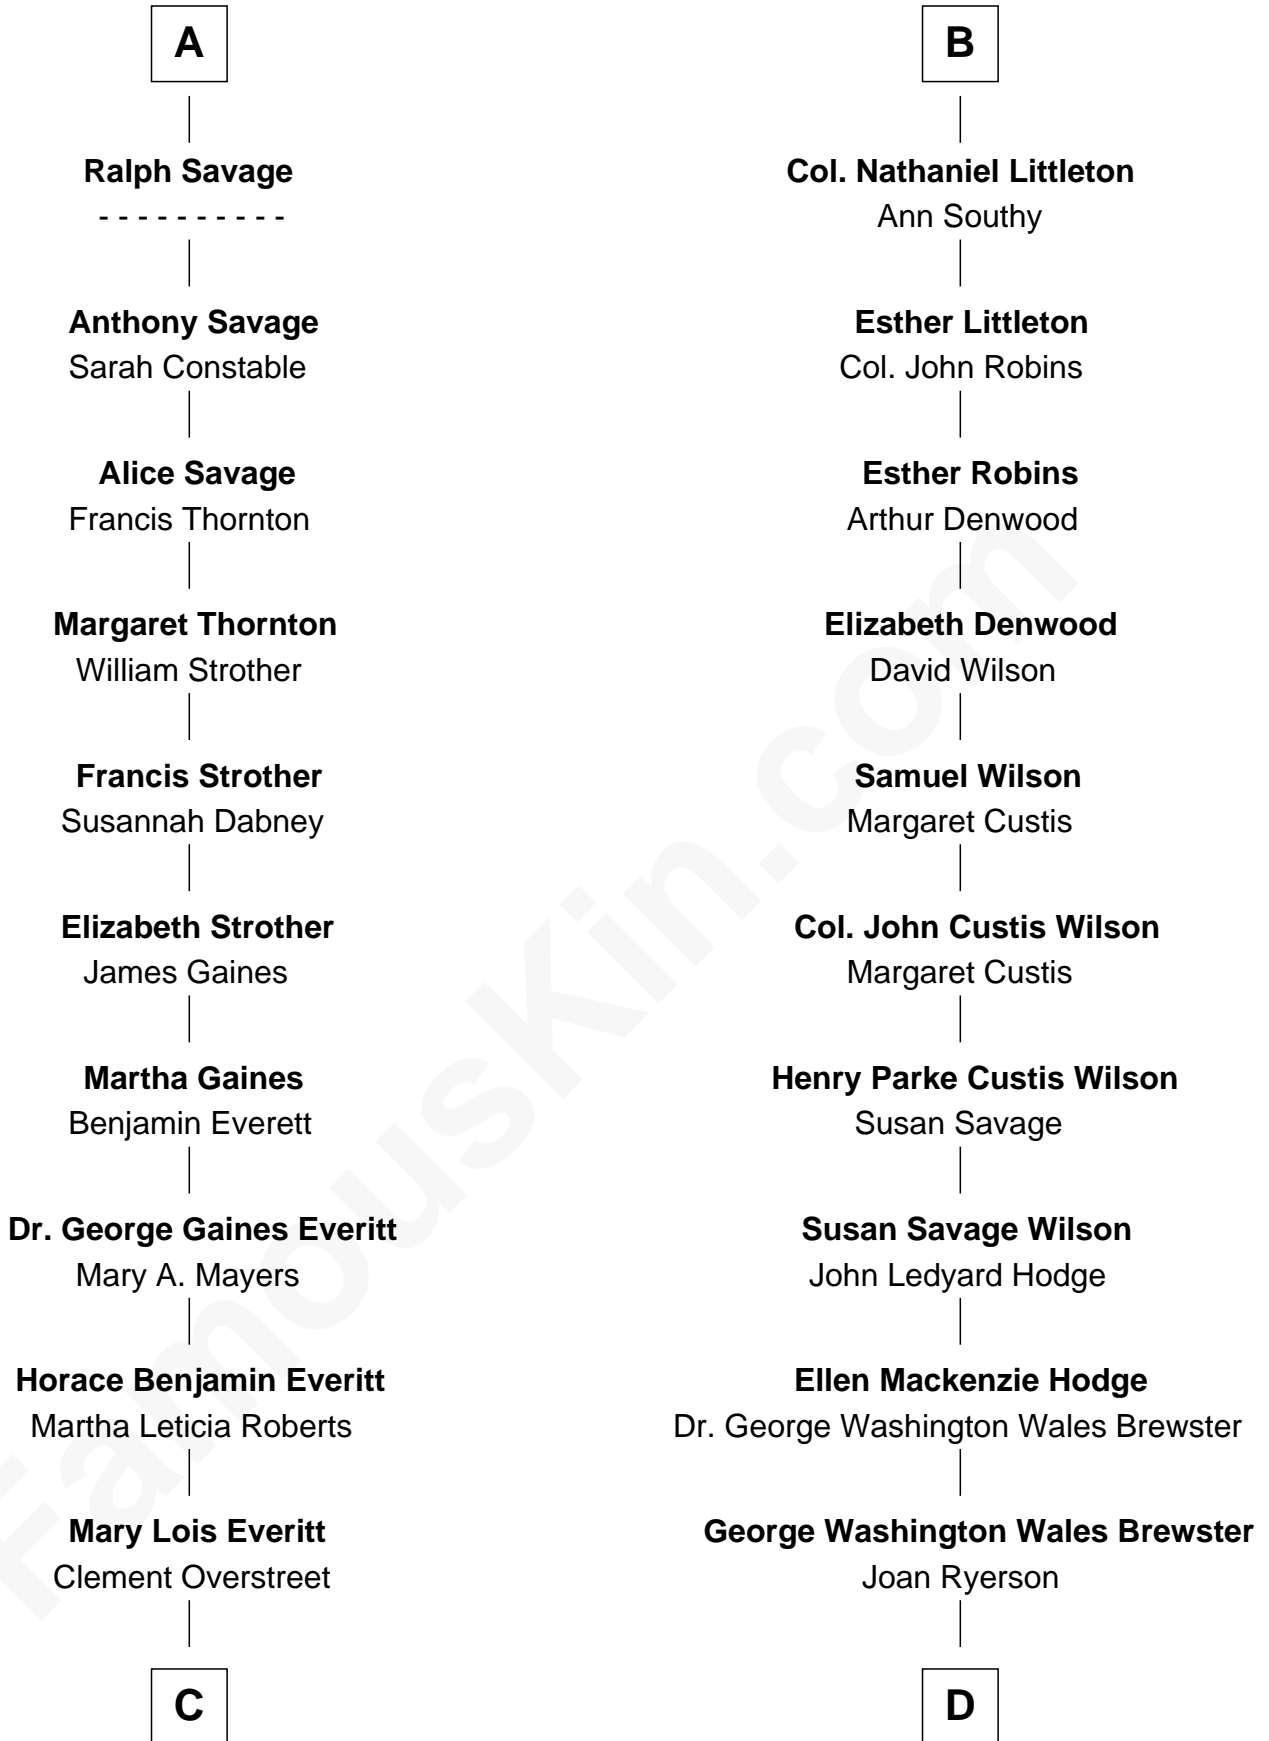 A
Ralph Savage
- - - - - - - - - -
Anthony Savage
Sarah Constable
Alice Savage
Francis Thornton
Margaret Thornton
William Strother
Francis Strother
Susannah Dabney
Elizabeth Strother
James Gaines
Martha Gaines
Benjamin Everett
Dr. George Gaines Everitt
Mary A. Mayers
Horace Benjamin Everitt
Martha Leticia Roberts
Mary Lois Everitt
Clement Overstreet
C
B
Col. Nathaniel Littleton
Ann Southy
Esther Littleton
Col. John Robins
Esther Robins
Arthur Denwood
Elizabeth Denwood
David Wilson
Samuel Wilson
Margaret Custis
Col. John Custis Wilson
Margaret Custis
Henry Parke Custis Wilson
Susan Savage
Susan Savage Wilson
John Ledyard Hodge
Ellen Mackenzie Hodge
Dr. George Washington Wales Brewster
George Washington Wales Brewster
Joan Ryerson
D
FamousKin.com